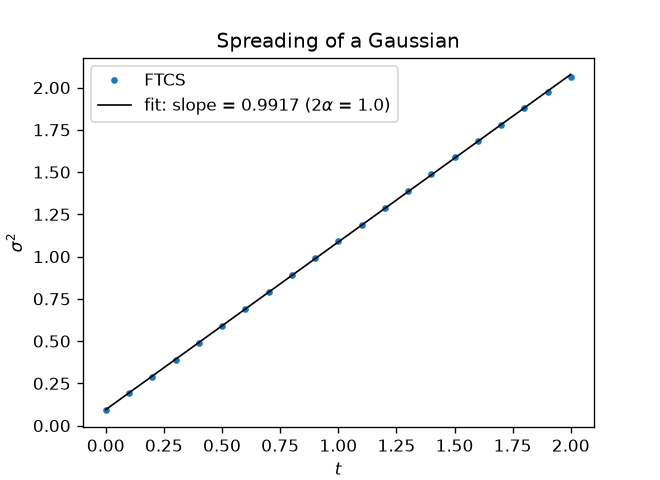 Spreading of a Gaussian
FTCS
fit: slope = 0.9917 (2α = 1.0)
σ²
2.00
1.75
1.50
1.25
1.00
0.75
0.50
0.25
0.00
0.00 0.25 0.50 0.75 1.00 1.25 1.50 1.75 2.00
t